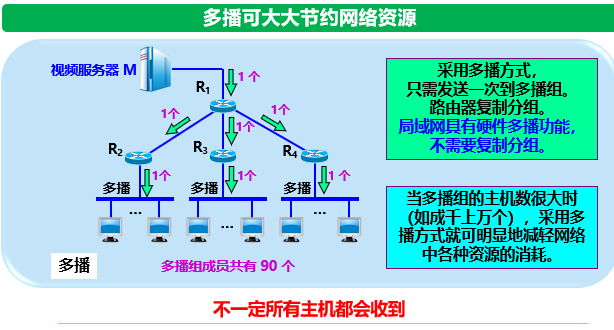 多播可大大节约网络资源
视频服务器 M
1 个
R1
1个
1个
1个
R2
R3
R4
1个
1个
1 个
多播
多播
多播
...
...
...
多播
多播组成员共有 90 个
采用多播方式，
只需发送一次到多播组。
路由器复制分组。
局域网具有硬件多播功能，
不需要复制分组。
当多播组的主机数很大时
（如成千上万个），采用多
播方式就可明显地减轻网络
中各种资源的消耗。
不一定所有主机都会收到